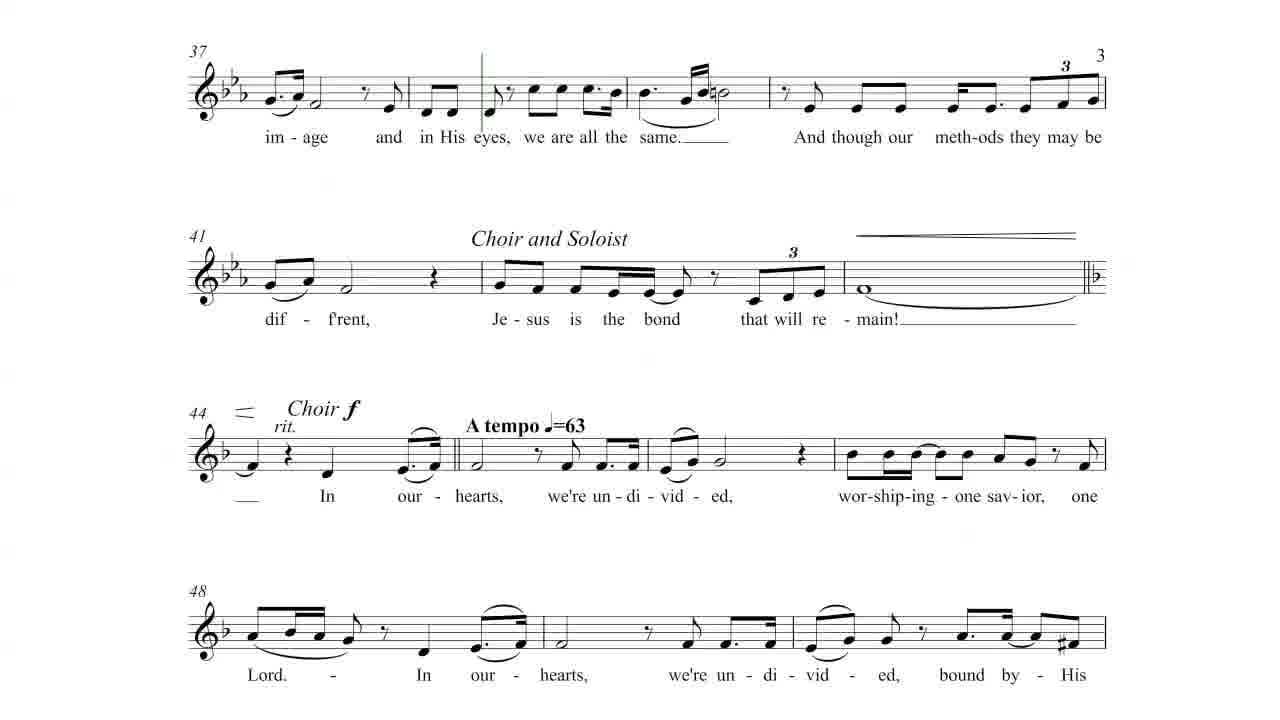 37
3
3
im - age and in His eyes, we are all the same. And though our meth-ods they may be
41
Choir and Soloist
3
dif - f'rent, Je - sus is the bond that will re - main!
44
Choir f
rit.
A tempo ♩=63
In our - hearts, we're un - di - vid - ed, wor-ship-ing - one sav-ior, one
48
Lord. - In our - hearts, we're un - di - vid - ed, bound by - His